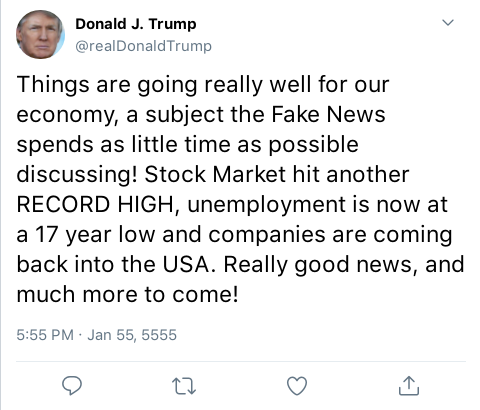 Donald J. Trump
@realDonaldTrump
Things are going really well for our
economy, a subject the Fake News
spends as little time as possible
discussing! Stock Market hit another
RECORD HIGH, unemployment is now at
a 17 year low and companies are coming
back into the USA. Really good news, and
much more to come!
5:55 PM · Jan 55, 5555